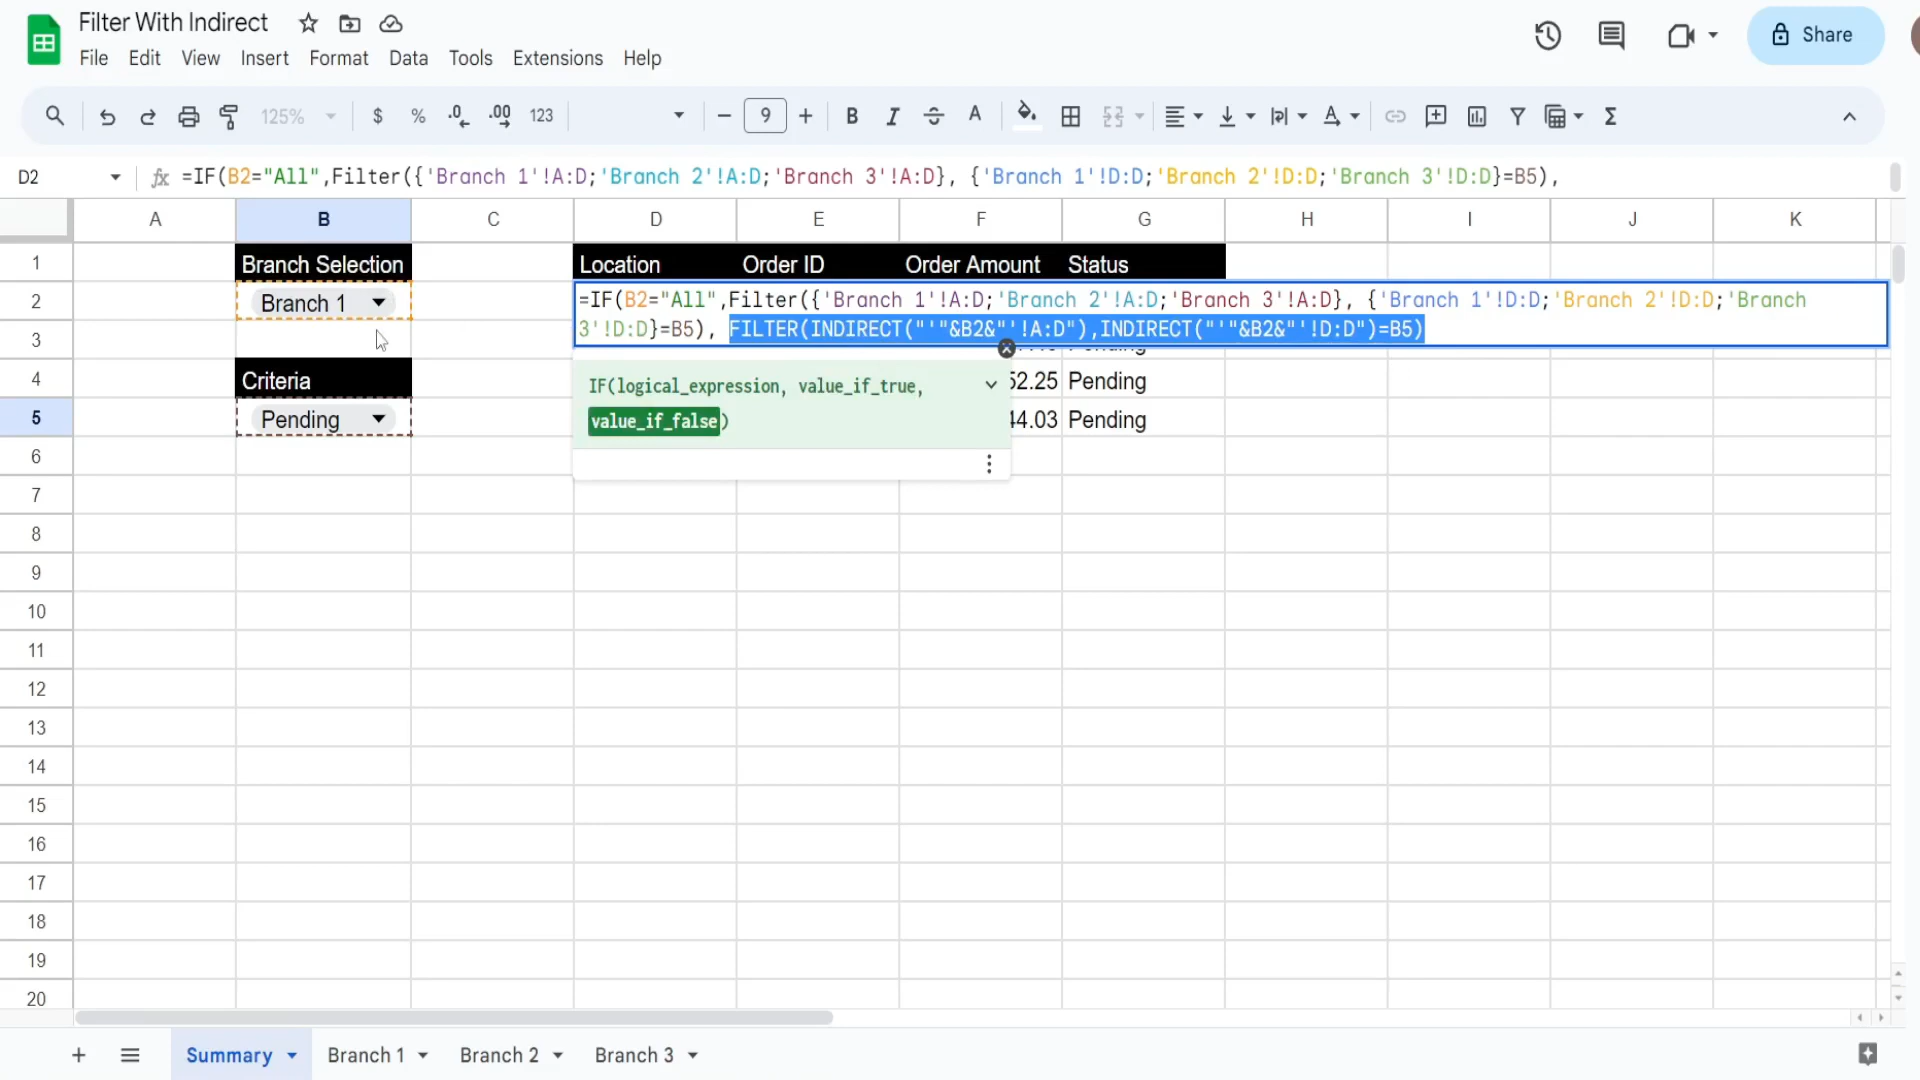 Filter With Indirect
File Edit View Insert Format Data Tools Extensions Help
Share
125% $ % .0 .00 123 9 B I A
D2 fx =IF(B2="All",Filter({'Branch 1'!A:D;'Branch 2'!A:D;'Branch 3'!A:D}, {'Branch 1'!D:D;'Branch 2'!D:D;'Branch 3'!D:D}=B5),
A B C D E F G H I J K
1 Branch Selection Location Order ID Order Amount Status
2 Branch 1 =IF(B2="All",Filter({'Branch 1'!A:D;'Branch 2'!A:D;'Branch 3'!A:D}, {'Branch 1'!D:D;'Branch 2'!D:D;'Branch
3 3'!D:D}=B5), FILTER(INDIRECT("'"&B2&"'!A:D"),INDIRECT("'"&B2&"'!D:D")=B5)
4 Criteria IF(logical_expression, value_if_true, 52.25 Pending
5 Pending value_if_false) 44.03 Pending
6
7
8
9
10
11
12
13
14
15
16
17
18
19
20
Summary Branch 1 Branch 2 Branch 3